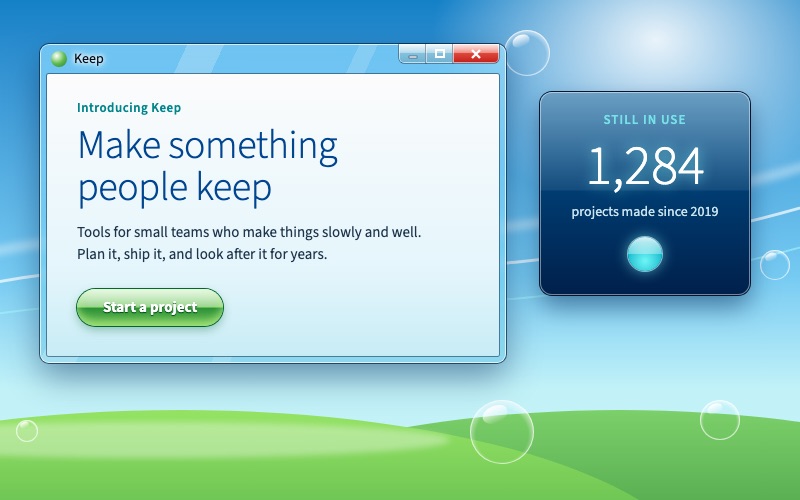 Keep
Introducing Keep
Make something
people keep
Tools for small teams who make things slowly and well.
Plan it, ship it, and look after it for years.
Start a project
STILL IN USE
1,284
projects made since 2019